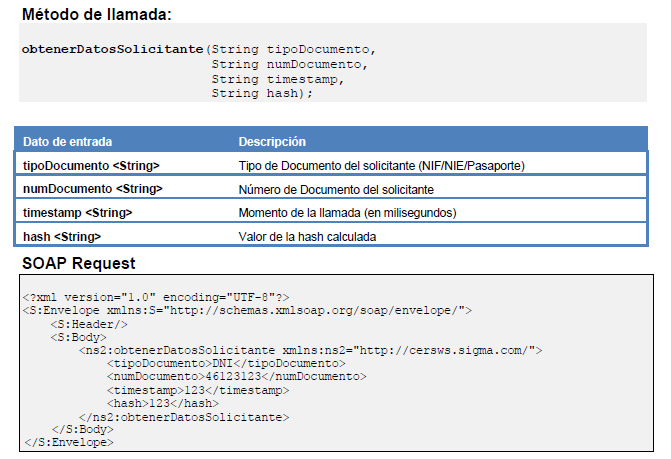 Método de llamada:
obtenerDatosSolicitante(String tipoDocumento,
String numDocumento,
String timestamp,
String hash);
Dato de entrada Descripción
tipoDocumento <String> Tipo de Documento del solicitante (NIF/NIE/Pasaporte)
numDocumento <String> Número de Documento del solicitante
timestamp <String> Momento de la llamada (en milisegundos)
hash <String> Valor de la hash calculada
SOAP Request
<?xml version="1.0" encoding="UTF-8"?>
<S:Envelope xmlns:S="http://schemas.xmlsoap.org/soap/envelope/">
<S:Header/>
<S:Body>
<ns2:obtenerDatosSolicitante xmlns:ns2="http://cersws.sigma.com/">
<tipoDocumento>DNI</tipoDocumento>
<numDocumento>46123123</numDocumento>
<timestamp>123</timestamp>
<hash>123</hash>
</ns2:obtenerDatosSolicitante>
</S:Body>
</S:Envelope>